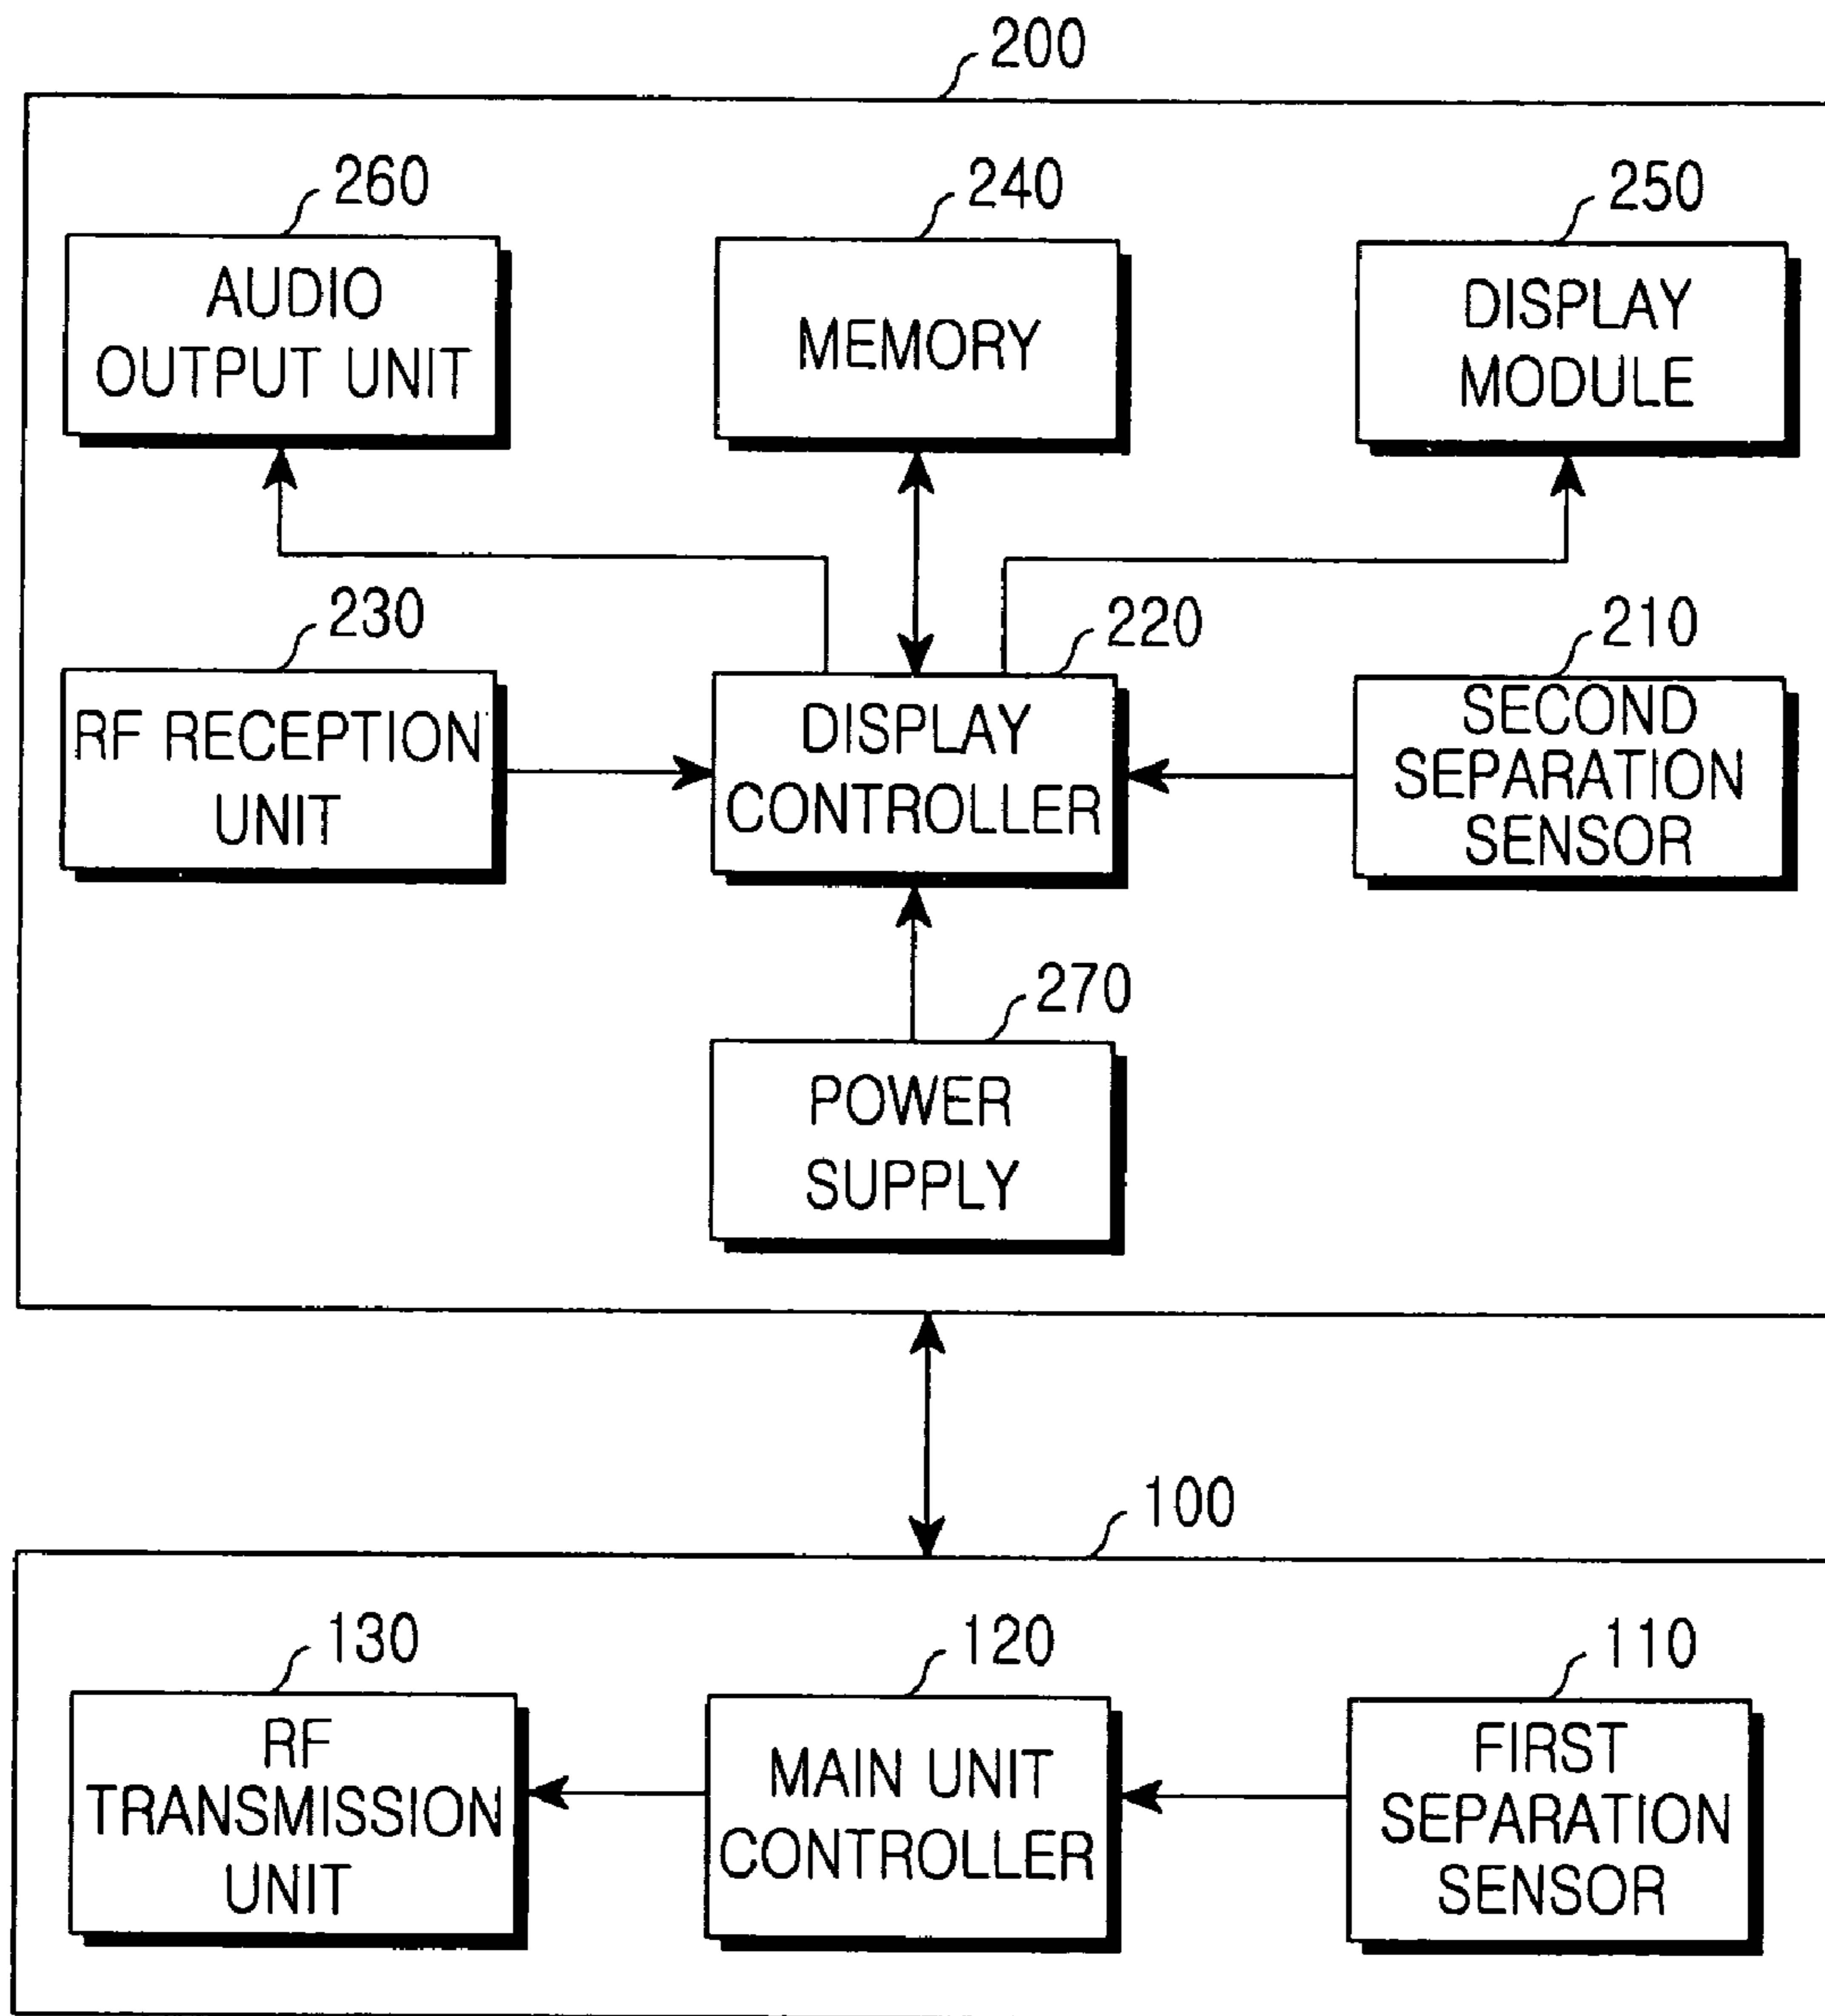 200
260
240
250
AUDIO
OUTPUT UNIT
MEMORY
DISPLAY
MODULE
230
220
210
RF RECEPTION
UNIT
DISPLAY
CONTROLLER
SECOND
SEPARATION
SENSOR
270
POWER
SUPPLY
100
130
120
110
RF
TRANSMISSION
UNIT
MAIN UNIT
CONTROLLER
FIRST
SEPARATION
SENSOR